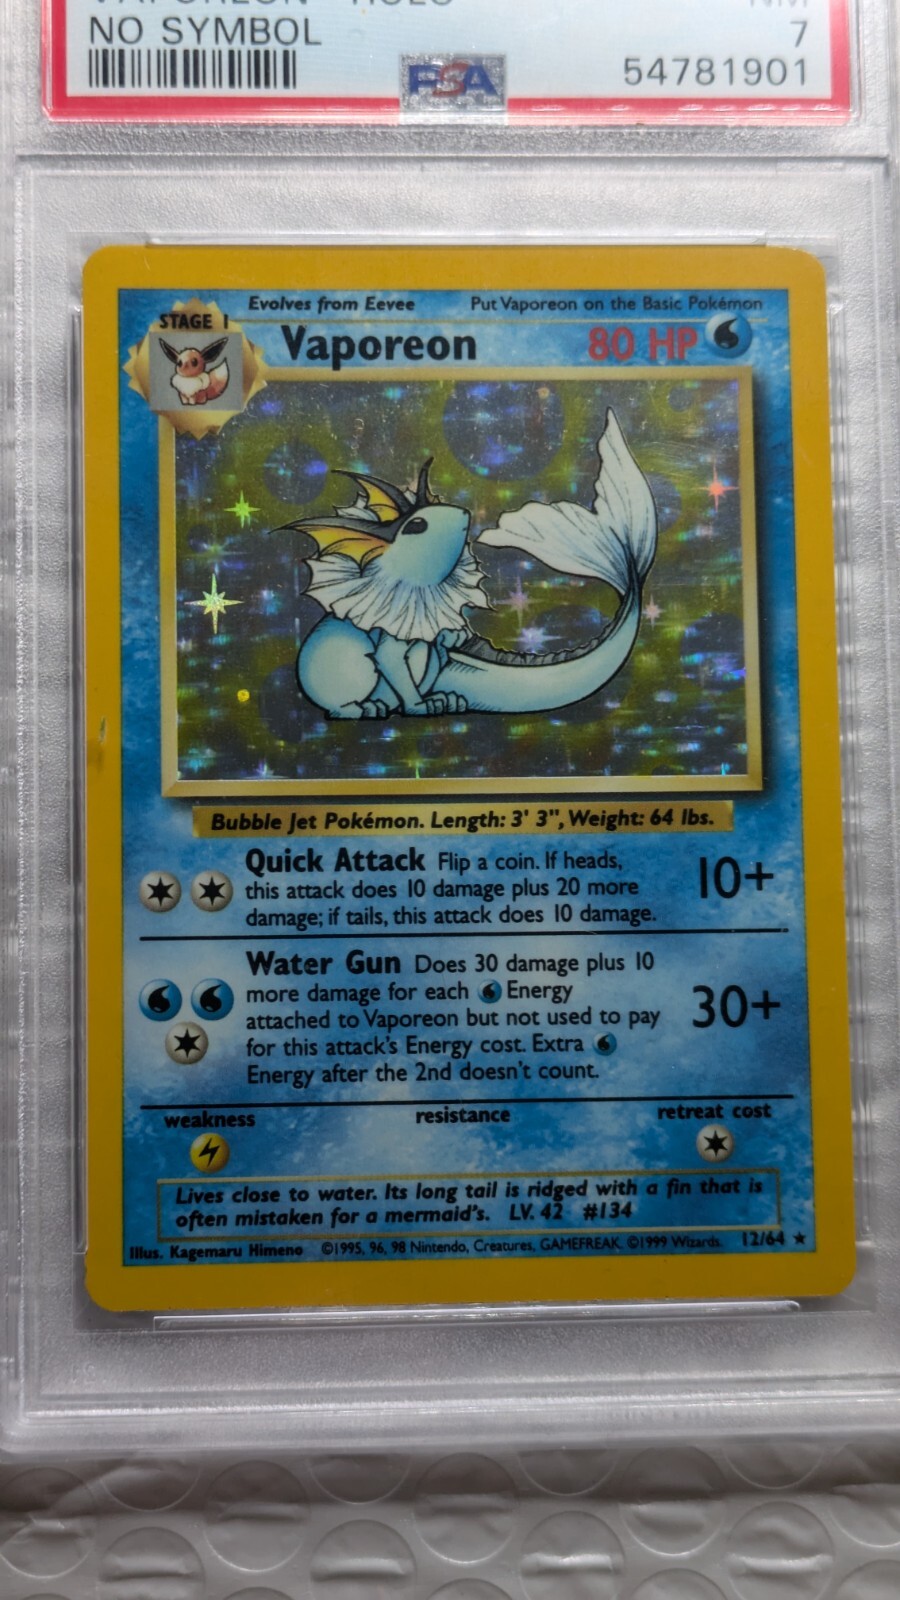 VAPOREON - HOLO NM
NO SYMBOL 7
PSA 54781901
Evolves from Eevee Put Vaporeon on the Basic Pokémon
STAGE 1
Vaporeon 80 HP
Bubble Jet Pokémon. Length: 3' 3", Weight: 64 lbs.
Quick Attack Flip a coin. If heads,
this attack does 10 damage plus 20 more
damage; if tails, this attack does 10 damage.
10+
Water Gun Does 30 damage plus 10
more damage for each Energy
attached to Vaporeon but not used to pay
for this attack's Energy cost. Extra
Energy after the 2nd doesn't count.
30+
weakness resistance retreat cost
Lives close to water. Its long tail is ridged with a fin that is
often mistaken for a mermaid's. LV. 42 #134
Illus. Kagemaru Himeno ©1995, 96, 98 Nintendo, Creatures, GAMEFREAK. ©1999 Wizards. 12/64 ★